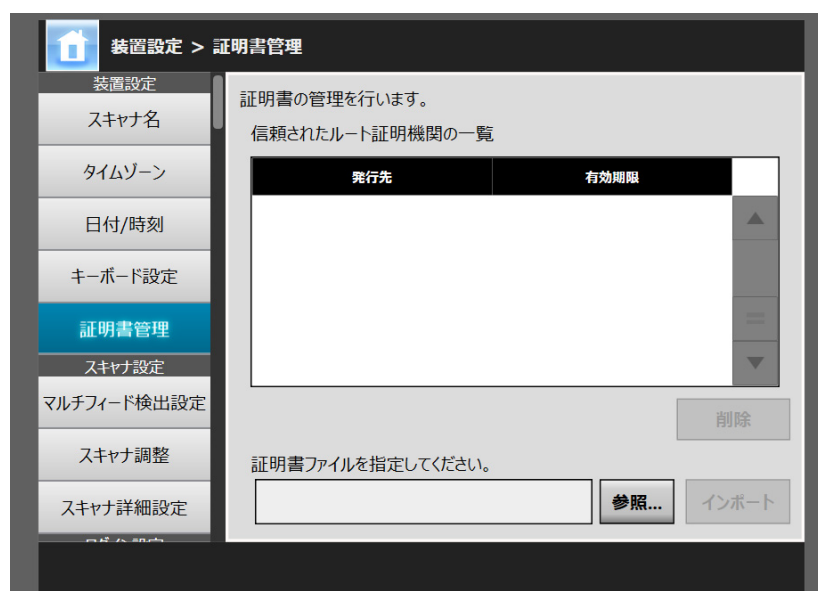 装置設定 > 証明書管理
装置設定
スキャナ名
タイムゾーン
日付/時刻
キーボード設定
証明書管理
スキャナ設定
マルチフィード検出設定
スキャナ調整
スキャナ詳細設定
証明書の管理を行います。
信頼されたルート証明機関の一覧
発行先 有効期限
削除
証明書ファイルを指定してください。
参照... インポート